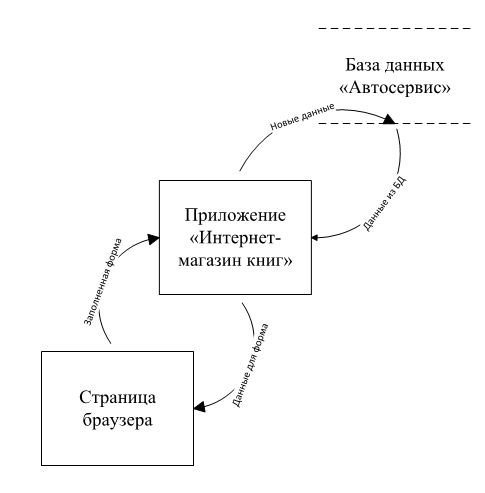 База данных
«Автосервис»
Новые данные
Данные из БД
Приложение
«Интернет-
магазин книг»
Заполненная форма
Данные для форма
Страница
браузера